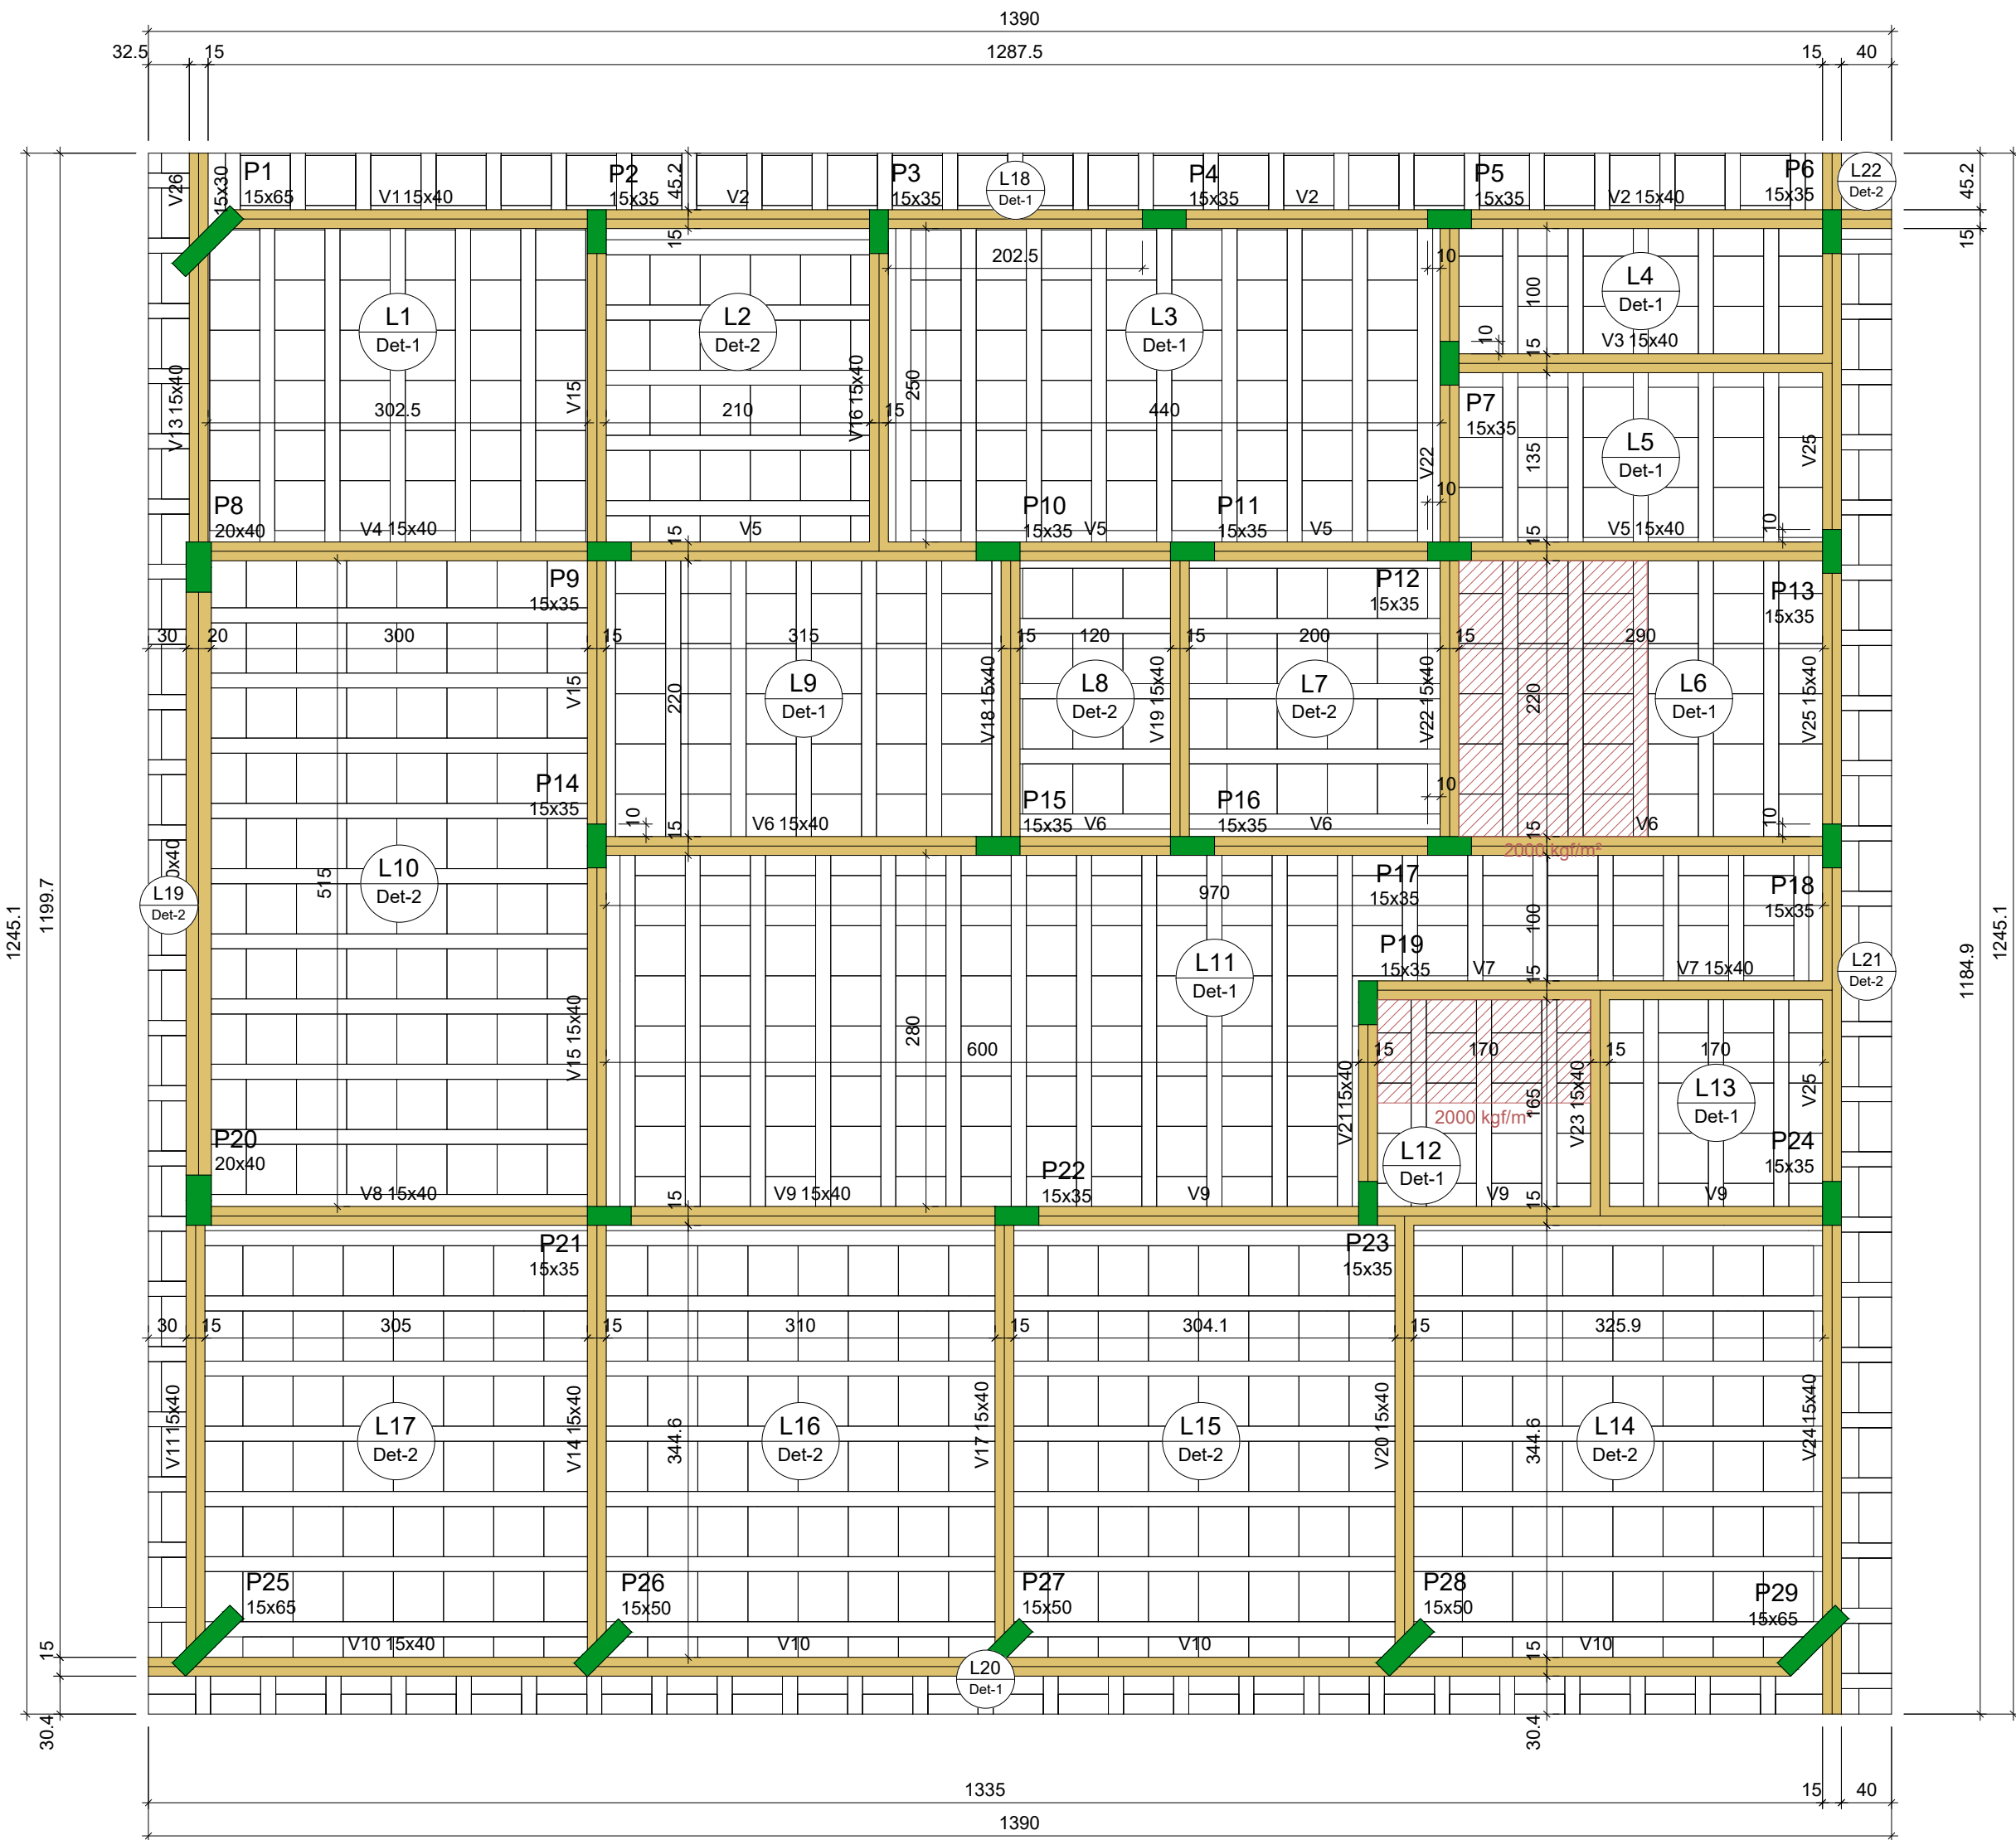 1390
32.5 15 1287.5 15 40
V26
15x30
P1
15x65
V1 15x40
P2
15x35
45.2
V2
P3
15x35
L18
Det-1
P4
15x35
V2
P5
15x35
V2 15x40
P6
15x35
L22
Det-2
45.2
15
15
202.5
10
L1
Det-1
L2
Det-2
L3
Det-1
100
L4
Det-1
V3 15x40
10
15
V13 15x40
302.5
V15
210
V16 15x40
15
250
440
P7
15x35
V22
135
L5
Det-1
V25
10
P8
20x40
V4 15x40
V5
15
P10
15x35
V5
P11
15x35
V5
15
V5 15x40
10
P9
15x35
P12
15x35
P13
15x35
30 20 300 15 315 15 120 15 200 15 290
V15
220
L9
Det-1
V18 15x40
L8
Det-2
V19 15x40
L7
Det-2
V22 15x40
220
L6
Det-1
V25 15x40
P14
15x35
10
15
V6 15x40
P15
15x35
V6
P16
15x35
V6
10
15
V6
10
2000 kgf/m²
0x40
L19
Det-2
515
L10
Det-2
970
P17
15x35
100
P18
15x35
1245.1
1199.7
L11
Det-1
P19
15x35
V7
15
V7 15x40
L21
Det-2
1184.9
1245.1
V15 15x40
280
600
15 170 15 170
V21 15x40
2000 kgf/m²
165
V23 15x40
L13
Det-1
V25
P20
20x40
V8 15x40
15
V9 15x40
P22
15x35
V9
L12
Det-1
V9
15
V9
P24
15x35
P21
15x35
P23
15x35
30 15 305 15 310 15 304.1 15 325.9
V11 15x40
L17
Det-2
V14 15x40
344.6
L16
Det-2
V17 15x40
L15
Det-2
V20 15x40
344.6
L14
Det-2
V24 15x40
P25
15x65
V10 15x40
P26
15x50
V10
P27
15x50
V10
P28
15x50
15
V10
P29
15x65
15
L20
Det-1
30.4
30.4
1335 15 40
1390